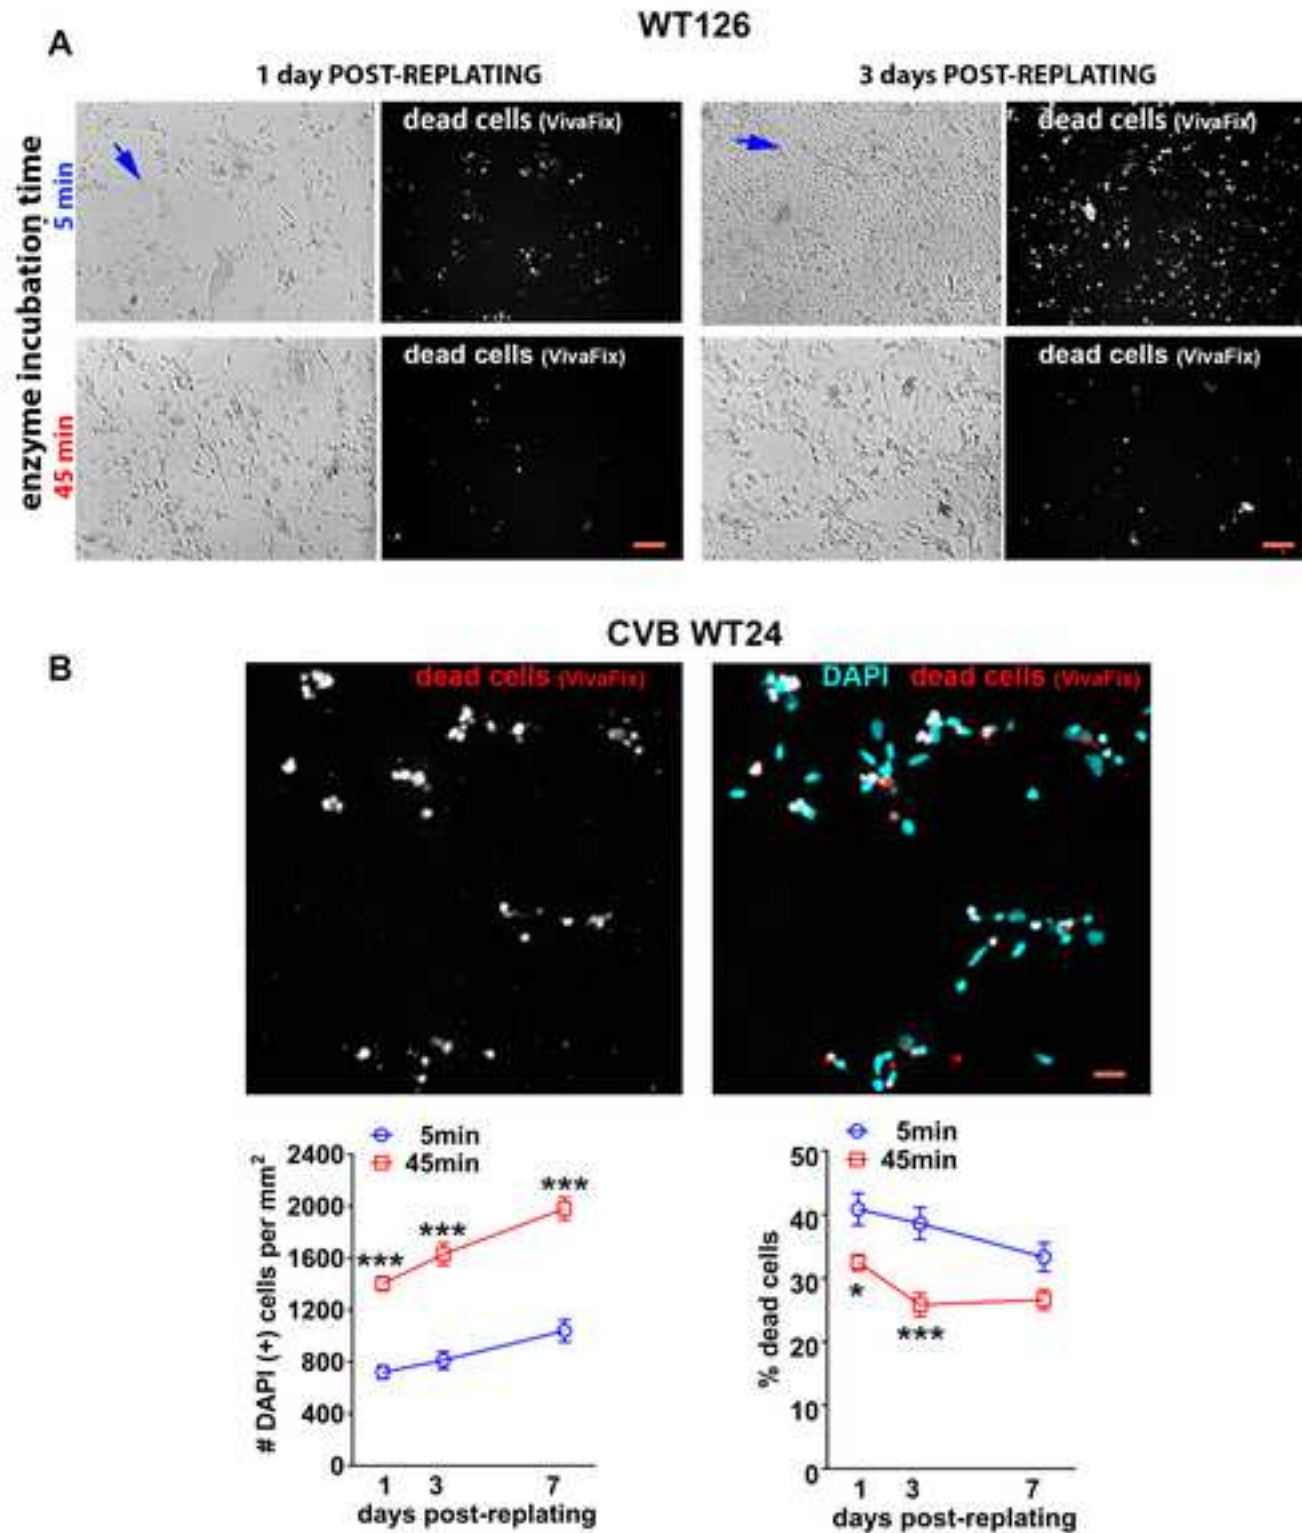 WT126
A
1 day POST-REPLATING
3 days POST-REPLATING
enzyme incubation time
5 min
45 min
dead cells (VivaFix)
dead cells (VivaFix)
dead cells (VivaFix)
dead cells (VivaFix)
CVB WT24
B
dead cells (VivaFix)
DAPI dead cells (VivaFix)
5min
45min
# DAPI (+) cells per mm²
2400
2000
1600
1200
800
400
0
***
***
***
1 3 7
days post-replating
5min
45min
% dead cells
50
40
30
20
10
0
*
***
1 3 7
days post-replating